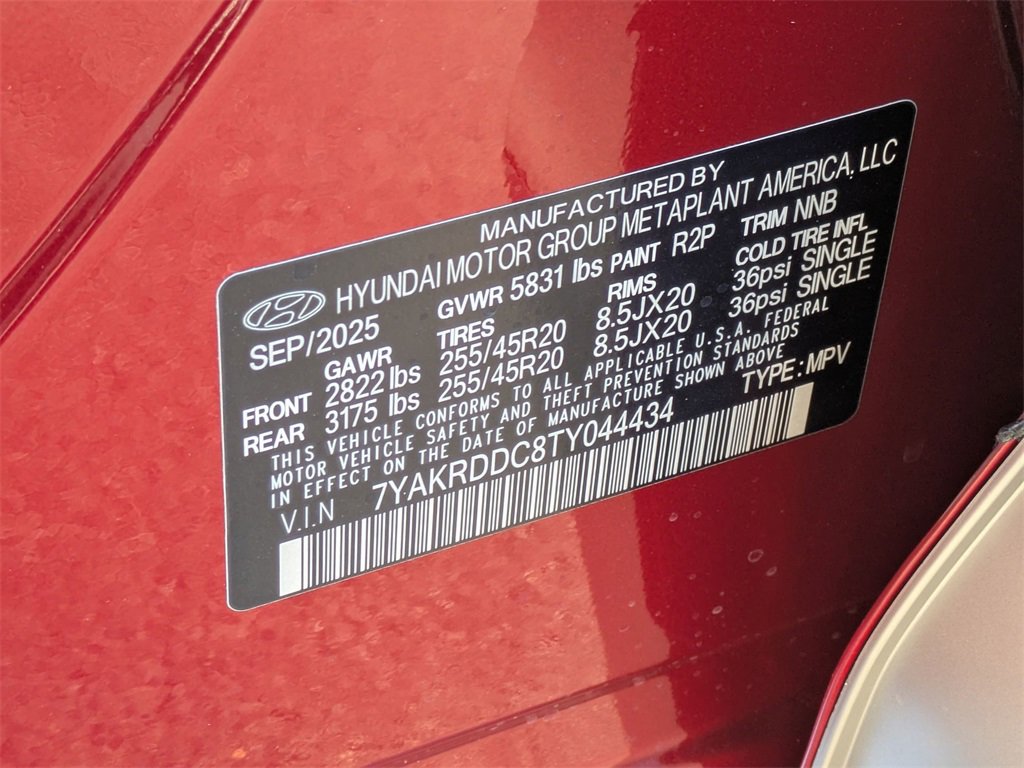 MANUFACTURED BY
HYUNDAI MOTOR GROUP METAPLANT AMERICA, LLC
SEP/2025 GVWR 5831 lbs PAINT R2P TRIM NNB
GAWR TIRES RIMS COLD TIRE INFL
FRONT 2822 lbs 255/45R20 8.5JX20 36psi SINGLE
REAR 3175 lbs 255/45R20 8.5JX20 36psi SINGLE
THIS VEHICLE CONFORMS TO ALL APPLICABLE U.S.A. FEDERAL
MOTOR VEHICLE SAFETY AND THEFT PREVENTION STANDARDS
IN EFFECT ON THE DATE OF MANUFACTURE SHOWN ABOVE
V.I.N 7YAKRDDC8TY044434 TYPE: MPV